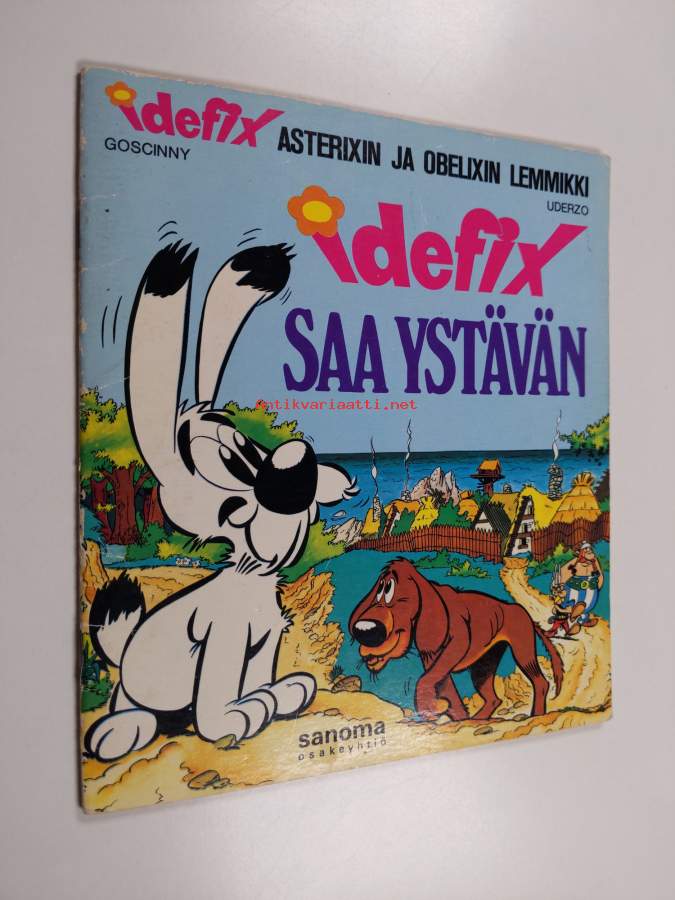 idefix ASTERIXIN JA OBELIXIN LEMMIKKI
GOSCINNY
UDERZO
idefix
SAA YSTÄVÄN
Antikvariaatti.net
sanoma
osakeyhtiö